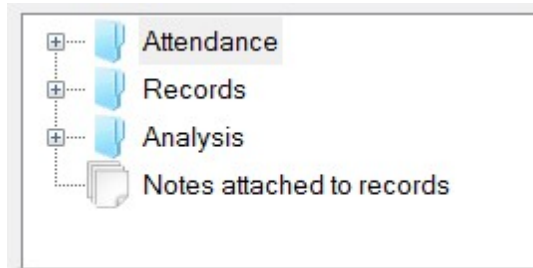 Attendance
Records
Analysis
Notes attached to records